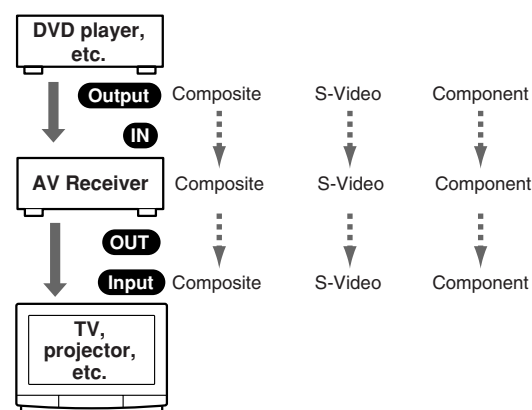 DVD player,
etc.
Output Composite S-Video Component
IN
AV Receiver Composite S-Video Component
OUT
Input Composite S-Video Component
TV,
projector,
etc.